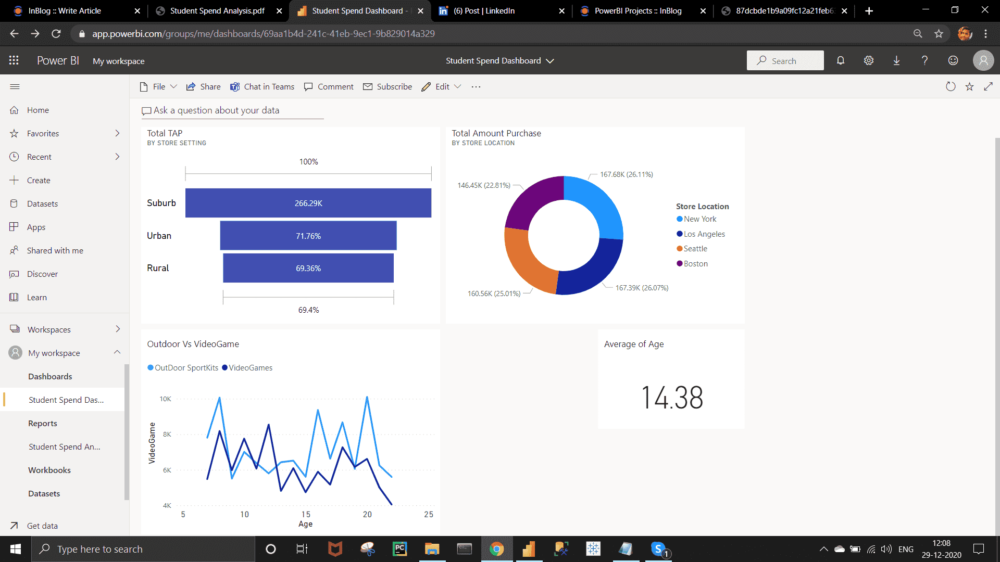 InBlog :: Write Article
Student Spend Analysis.pdf
Student Spend Dashboard -
(6) Post | LinkedIn
PowerBI Projects :: InBlog
87dcbde1b9a09fc12a21feb6
app.powerbi.com/groups/me/dashboards/69aa1b4d-241c-41eb-9ec1-9b829014a329
Power BI My workspace
Student Spend Dashboard
Search
File Share Chat in Teams Comment Subscribe Edit ...
Home
Favorites
Recent
Create
Datasets
Apps
Shared with me
Discover
Learn
Workspaces
My workspace
Dashboards
Student Spend Das...
Reports
Student Spend An...
Workbooks
Datasets
Get data
Ask a question about your data
Total TAP
BY STORE SETTING
100%
Suburb 266.29K
Urban 71.76%
Rural 69.36%
69.4%
Total Amount Purchase
BY STORE LOCATION
167.68K (26.11%)
146.45K (22.81%)
160.56K (25.01%)
167.39K (26.07%)
Store Location
New York
Los Angeles
Seattle
Boston
Outdoor Vs VideoGame
OutDoor SportKits VideoGames
VideoGame
10K
8K
6K
4K
5 10 15 20 25
Age
Average of Age
14.38
Type here to search
PC
S
1
ENG
12:08
29-12-2020